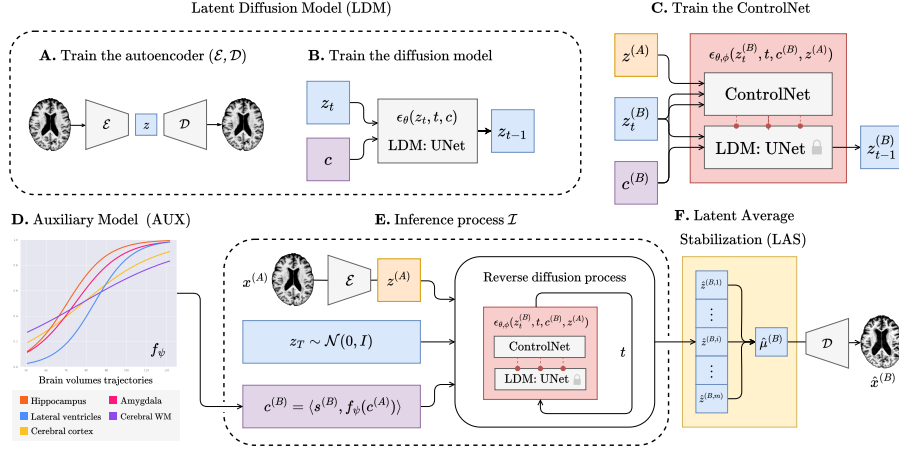 Latent Diffusion Model (LDM)
A. Train the autoencoder (ℰ, 𝒟)
ℰ
z
𝒟
B. Train the diffusion model
z_t
c
ϵ_θ(z_t, t, c)
LDM: UNet
z_{t−1}
C. Train the ControlNet
z^{(A)}
z_t^{(B)}
c^{(B)}
ϵ_{θ,ϕ}(z_t^{(B)}, t, c^{(B)}, z^{(A)})
ControlNet
LDM: UNet
z_{t−1}^{(B)}
D. Auxiliary Model (AUX)
f_ψ
Brain volumes trajectories
Hippocampus
Amygdala
Lateral ventricles
Cerebral WM
Cerebral cortex
E. Inference process ℐ
x^{(A)}
ℰ
z^{(A)}
z_T ∼ 𝒩(0, I)
c^{(B)} = ⟨s^{(B)}, f_ψ(c^{(A)})⟩
Reverse diffusion process
ϵ_{θ,ϕ}(z_t^{(B)}, t, c^{(B)}, z^{(A)})
ControlNet
LDM: UNet
t
F. Latent Average
Stabilization (LAS)
ẑ^{(B,1)}
⋮
ẑ^{(B,i)}
⋮
ẑ^{(B,m)}
μ̂^{(B)}
𝒟
x̂^{(B)}